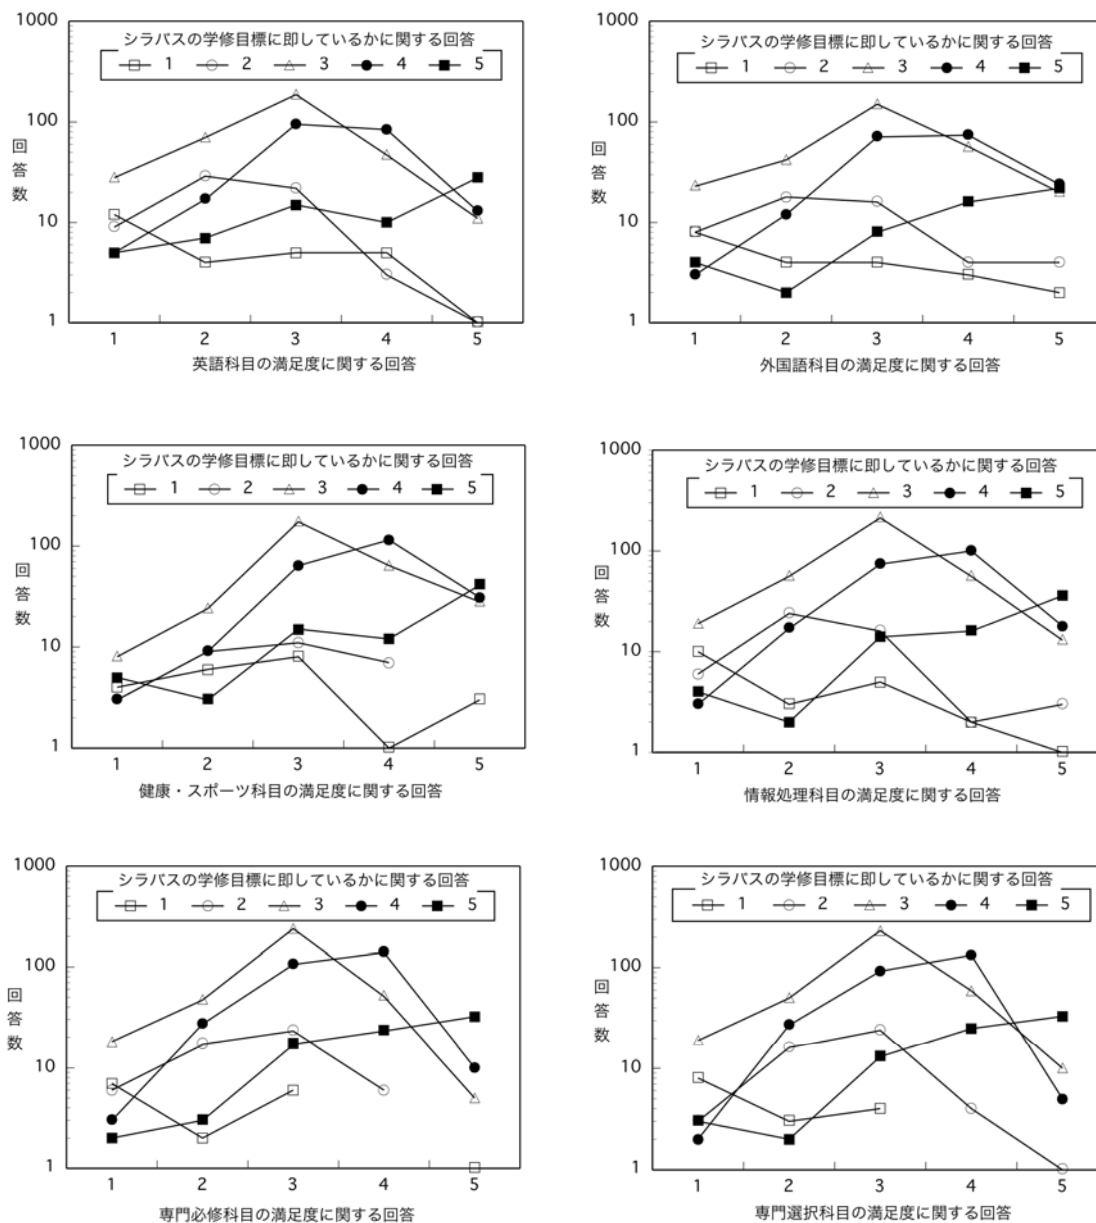 1000
シラバスの学修目標に即しているかに関する回答
1 2 3 4 5
100
回答数
10
1
1 2 3 4 5
英語科目の満足度に関する回答
1000
シラバスの学修目標に即しているかに関する回答
1 2 3 4 5
100
回答数
10
1
1 2 3 4 5
外国語科目の満足度に関する回答
1000
シラバスの学修目標に即しているかに関する回答
1 2 3 4 5
100
回答数
10
1
1 2 3 4 5
健康・スポーツ科目の満足度に関する回答
1000
シラバスの学修目標に即しているかに関する回答
1 2 3 4 5
100
回答数
10
1
1 2 3 4 5
情報処理科目の満足度に関する回答
1000
シラバスの学修目標に即しているかに関する回答
1 2 3 4 5
100
回答数
10
1
1 2 3 4 5
専門必修科目の満足度に関する回答
1000
シラバスの学修目標に即しているかに関する回答
1 2 3 4 5
100
回答数
10
1
1 2 3 4 5
専門選択科目の満足度に関する回答